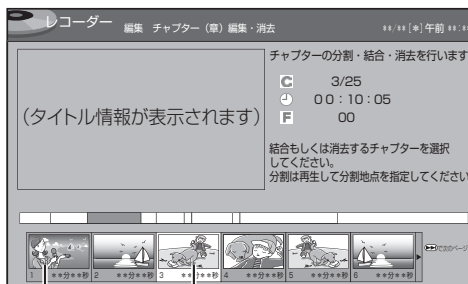 レコーダー 編集 チャプター（章）編集・消去 **/**[*]午前 **:**
チャプターの分割・結合・消去を行います
C 3/25
00：10：05
F 00
（タイトル情報が表示されます）
結合もしくは消去するチャプターを選択
してください。
分割は再生して分割地点を指定してください
で次のページ
1 **分**秒 2 **分**秒 3 **分**秒 4 **分**秒 5 **分**秒 6 **分**秒